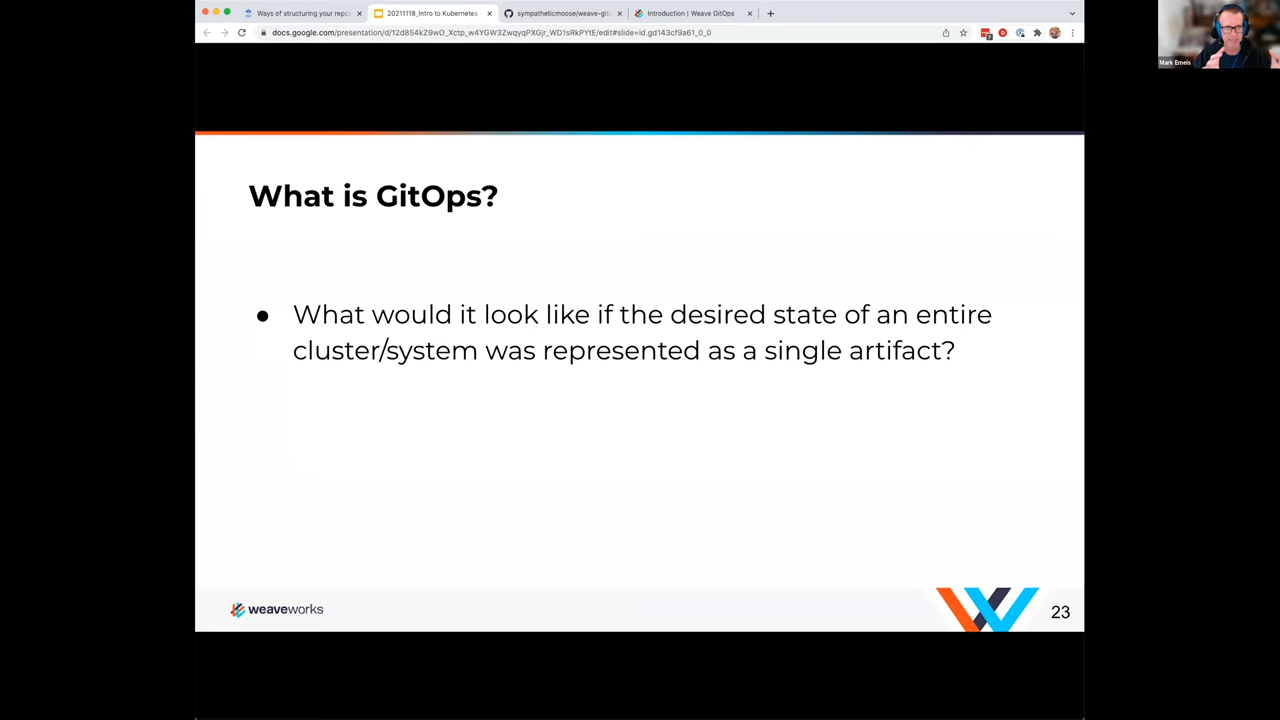 Ways of structuring your repo
20211118_Intro to Kubernetes
sympatheticmoose/weave-git
Introduction | Weave GitOps
docs.google.com/presentation/d/12d854kZ9wO_Xctp_w4YGW3ZwqyqPXGjr_WD1sRkPYtE/edit#slide=id.gd143cf9a61_0_0
Mark Emeis
What is GitOps?
● What would it look like if the desired state of an entire
cluster/system was represented as a single artifact?
weaveworks
23